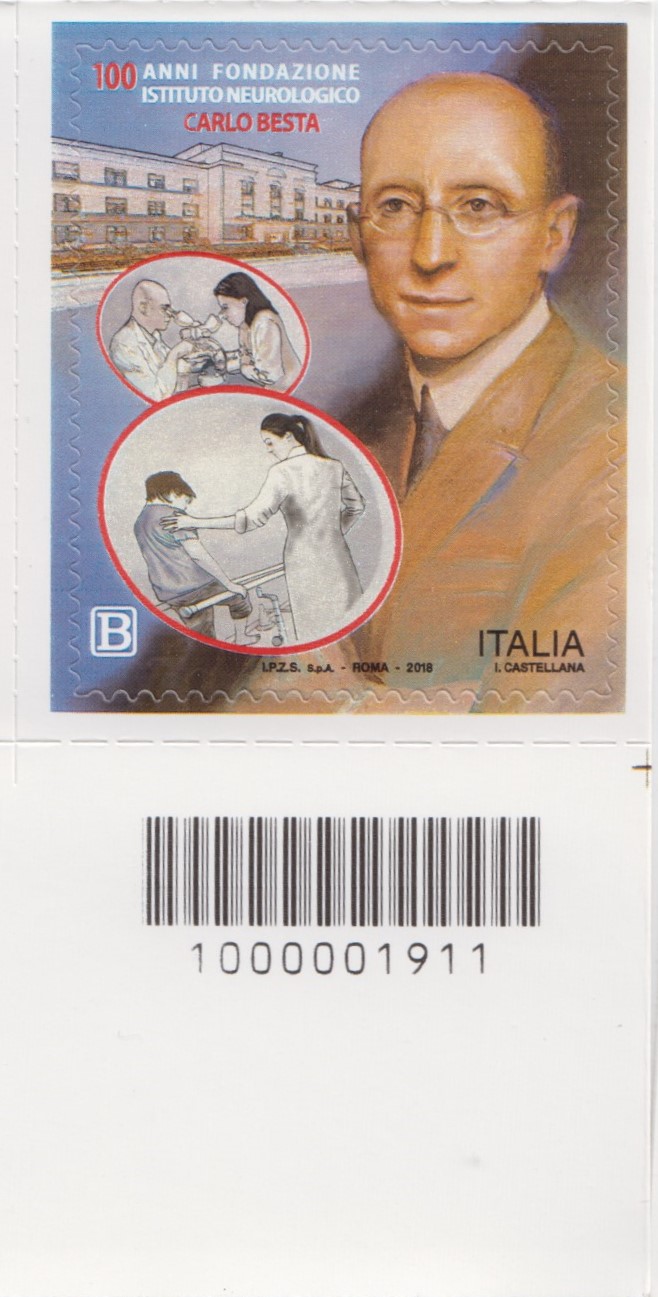 100 ANNI FONDAZIONE
ISTITUTO NEUROLOGICO
CARLO BESTA
B
ITALIA
I.P.Z.S. S.p.A. - ROMA - 2018
I. CASTELLANA
1000001911